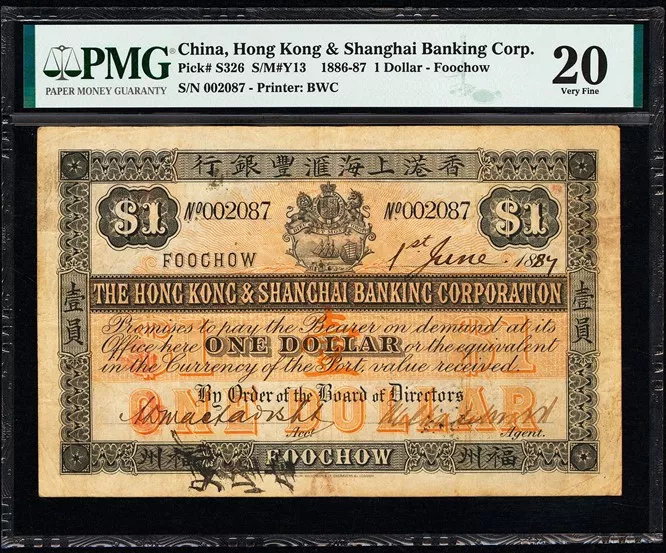 PMG
PAPER MONEY GUARANTY
China, Hong Kong & Shanghai Banking Corp.
Pick# S326 S/M#Y13 1886-87 1 Dollar - Foochow
S/N 002087 - Printer: BWC
20
Very Fine
行銀豐滙海上港香
$1
$1
Nº002087
Nº002087
FOOCHOW
1st June. 1887
THE HONG KONG & SHANGHAI BANKING CORPORATION
壹員
壹員
Promises to pay the Bearer on demand at its
Office here ONE DOLLAR or the equivalent
in the Currency of the Port, value received.
By Order of the Board of Directors
ONE DOLLAR
Acct
Agent.
州福
FOOCHOW
州福